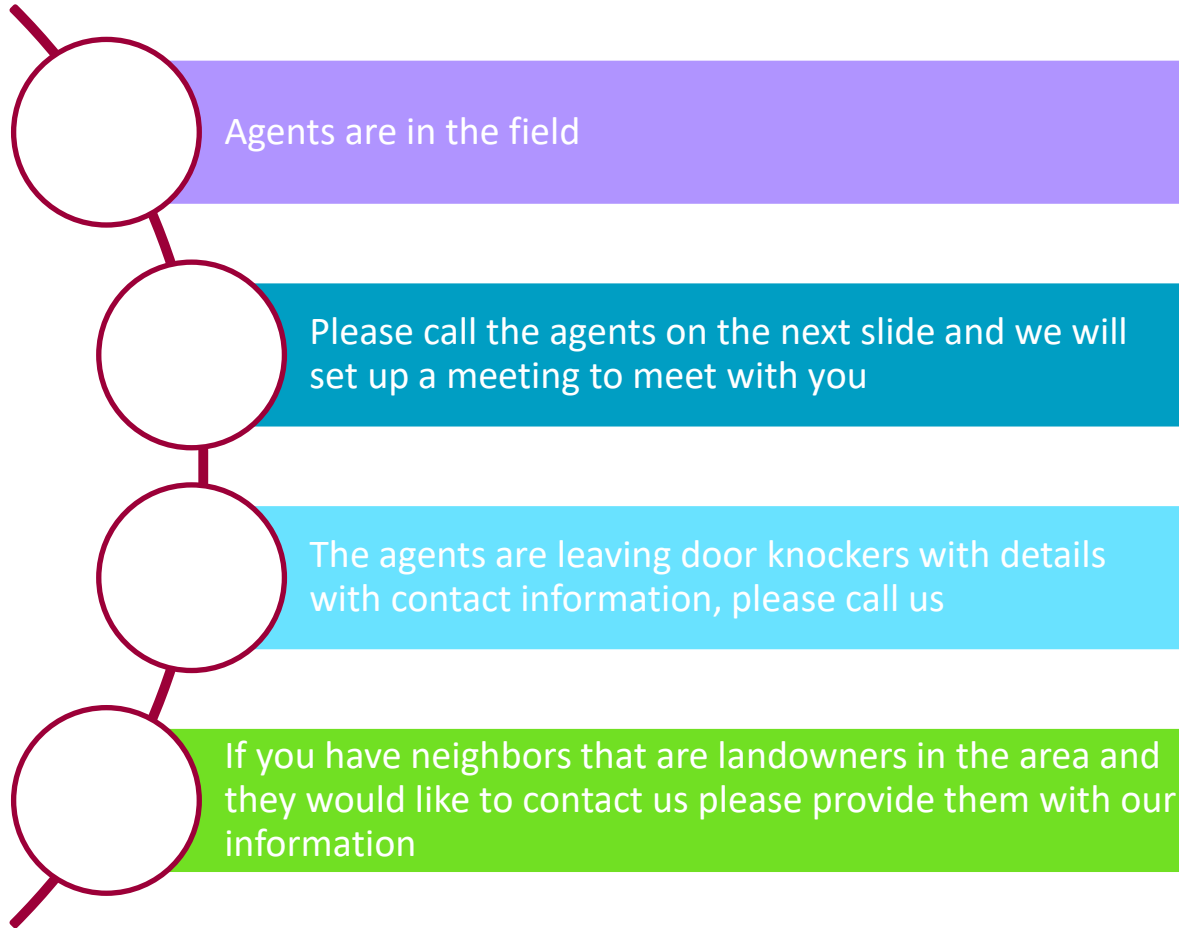 Agents are in the field
Please call the agents on the next slide and we will
set up a meeting to meet with you
The agents are leaving door knockers with details
with contact information, please call us
If you have neighbors that are landowners in the area and
they would like to contact us please provide them with our
information